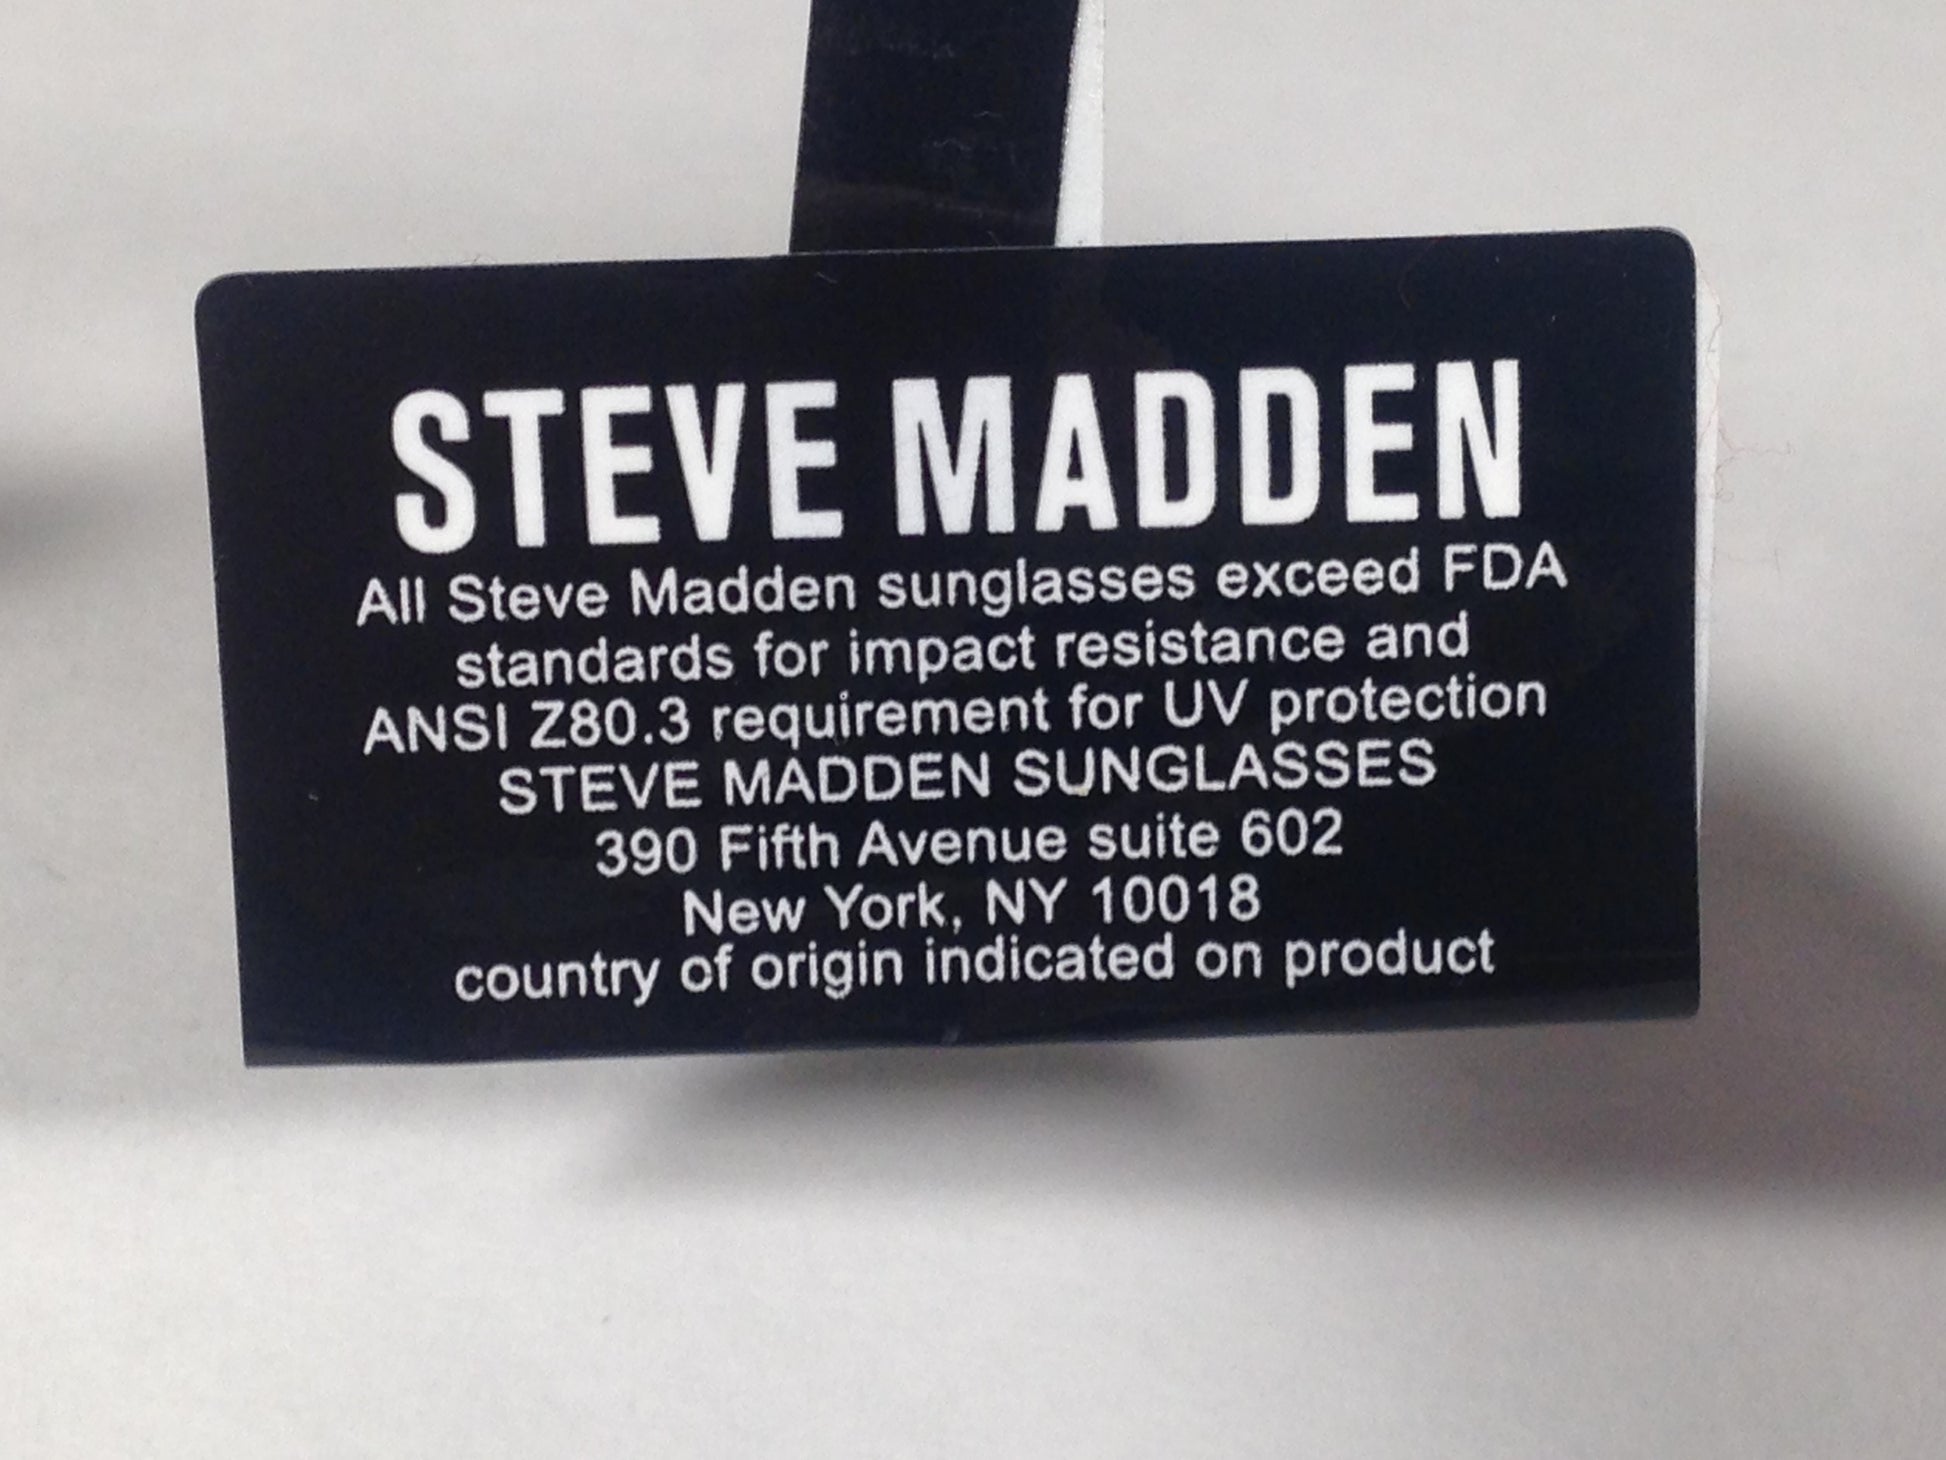 STEVE MADDEN
All Steve Madden sunglasses exceed FDA
standards for impact resistance and
ANSI Z80.3 requirement for UV protection
STEVE MADDEN SUNGLASSES
390 Fifth Avenue suite 602
New York, NY 10018
country of origin indicated on product